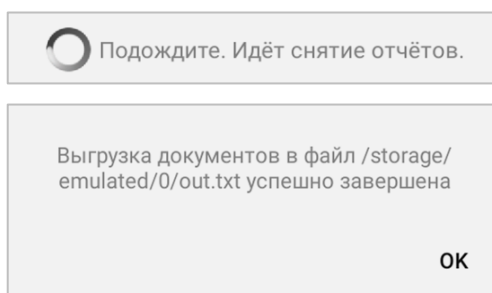 Подождите. Идёт снятие отчётов.
Выгрузка документов в файл /storage/
emulated/0/out.txt успешно завершена
OK